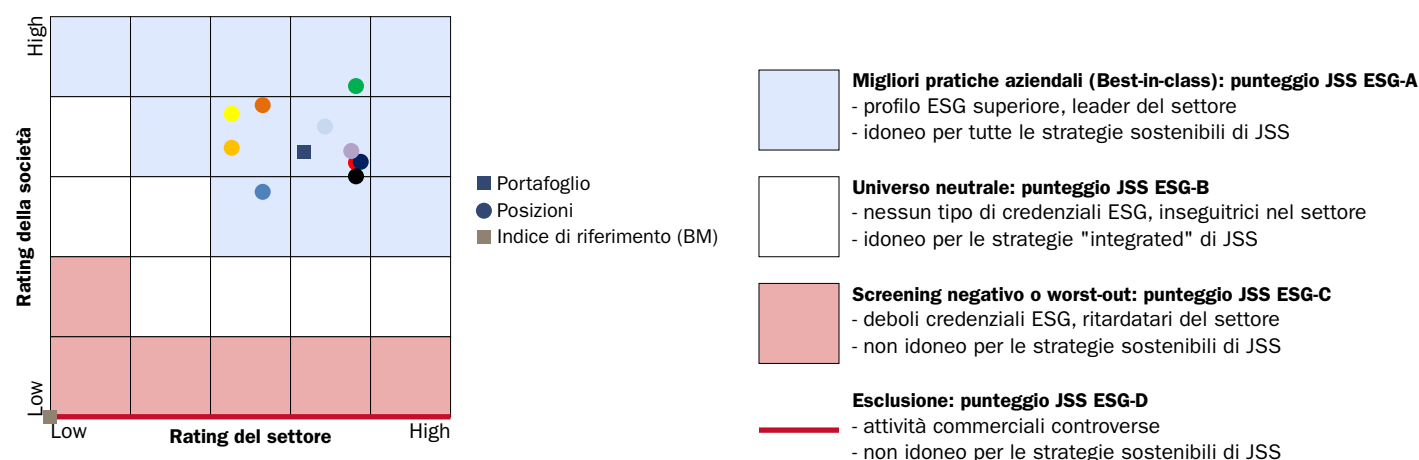 High
Rating della società
Low
Low
Rating del settore
High
Portafoglio
Posizioni
Indice di riferimento (BM)
Migliori pratiche aziendali (Best-in-class): punteggio JSS ESG-A
- profilo ESG superiore, leader del settore
- idoneo per tutte le strategie sostenibili di JSS
Universo neutrale: punteggio JSS ESG-B
- nessun tipo di credenziali ESG, inseguitrici nel settore
- idoneo per le strategie "integrated" di JSS
Screening negativo o worst-out: punteggio JSS ESG-C
- deboli credenziali ESG, ritardatari del settore
- non idoneo per le strategie sostenibili di JSS
Esclusione: punteggio JSS ESG-D
- attività commerciali controverse
- non idoneo per le strategie sostenibili di JSS